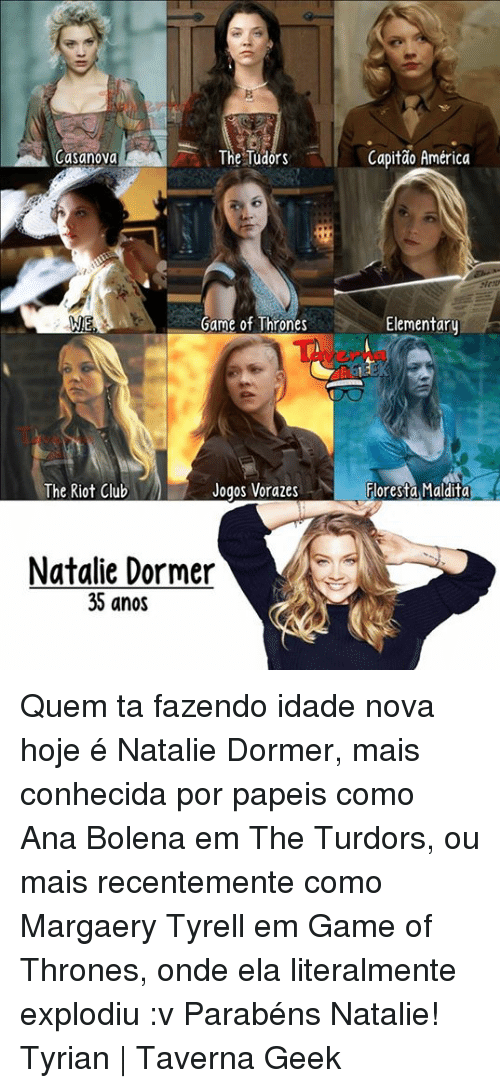 Casanova
The Tudors
Capitão América
W.E.
Game of Thrones
Elementary
Taverna
GEEK
The Riot Club
Jogos Vorazes
Floresta Maldita
Natalie Dormer
35 anos
Quem ta fazendo idade nova
hoje é Natalie Dormer, mais
conhecida por papeis como
Ana Bolena em The Turdors, ou
mais recentemente como
Margaery Tyrell em Game of
Thrones, onde ela literalmente
explodiu :v Parabéns Natalie!
Tyrian | Taverna Geek